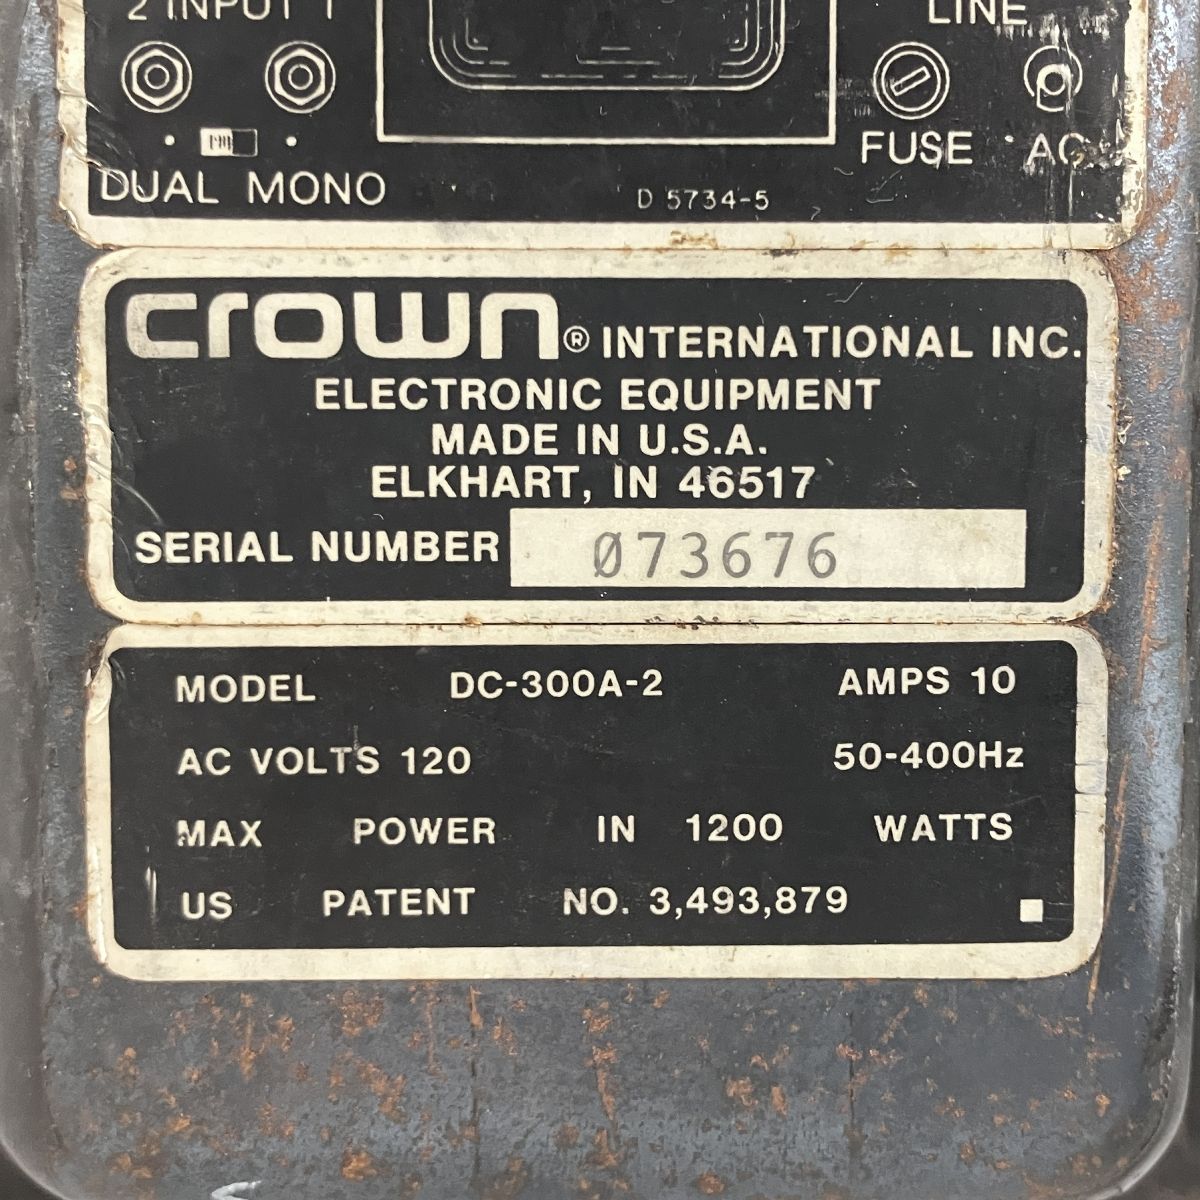 2 INPUT 1
LINE
FUSE
AC
DUAL MONO
D 5734-5
crown® INTERNATIONAL INC.
ELECTRONIC EQUIPMENT
MADE IN U.S.A.
ELKHART, IN 46517
SERIAL NUMBER Ø73676
MODEL DC-300A-2 AMPS 10
AC VOLTS 120 50-400Hz
MAX POWER IN 1200 WATTS
US PATENT NO. 3,493,879